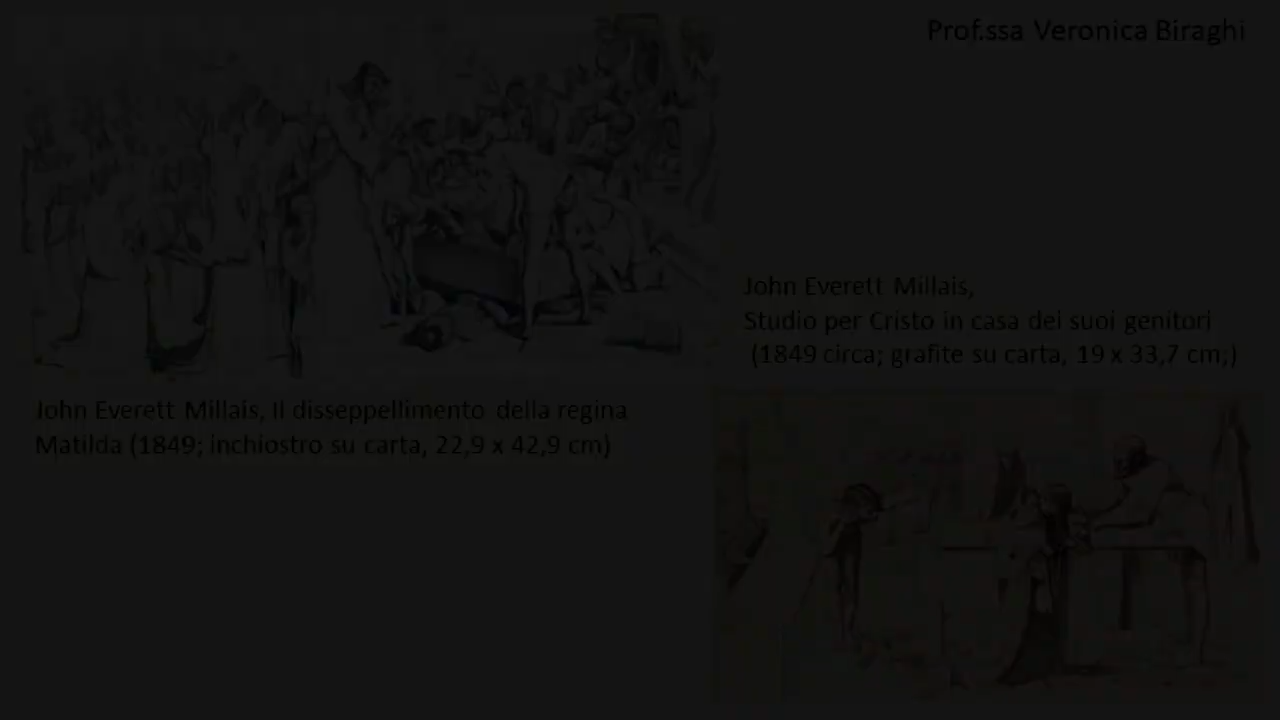 Prof.ssa Veronica Biraghi
John Everett Millais,
Studio per Cristo in casa dei suoi genitori
(1849 circa; grafite su carta, 19 x 33,7 cm;)
John Everett Millais, Il disseppellimento della regina
Matilda (1849; inchiostro su carta, 22,9 x 42,9 cm)